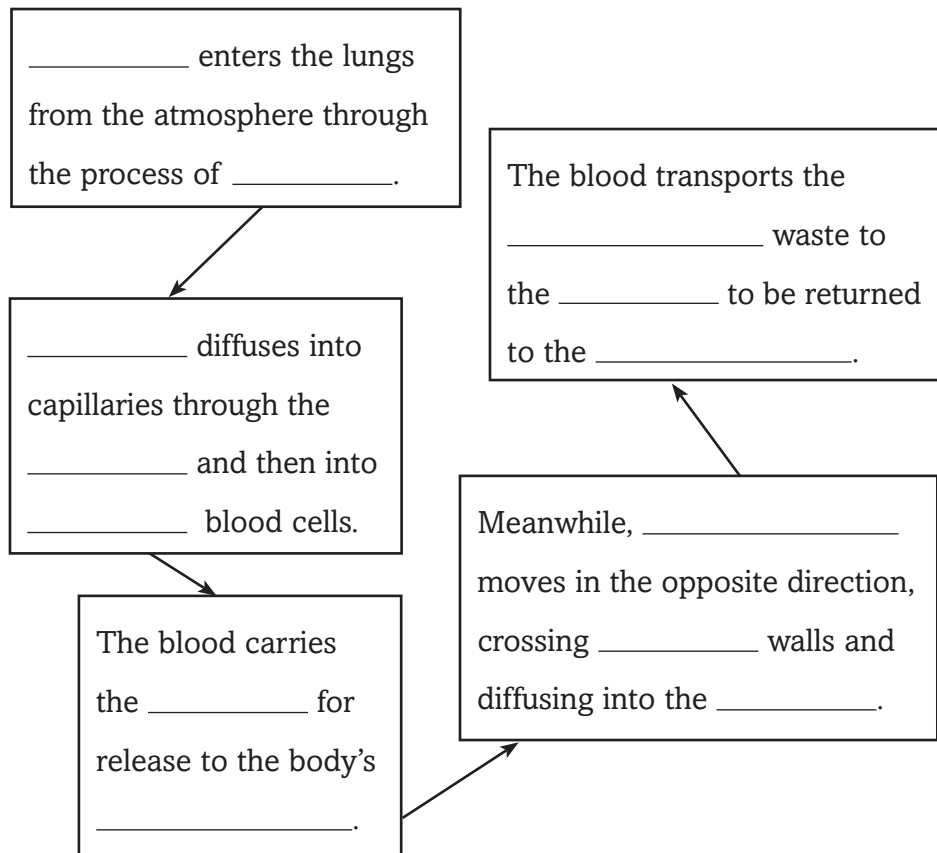 __________ enters the lungs
from the atmosphere through
the process of __________.
__________ diffuses into
capillaries through the
__________ and then into
__________ blood cells.
The blood carries
the __________ for
release to the body’s
________________.
Meanwhile, ________________
moves in the opposite direction,
crossing __________ walls and
diffusing into the __________.
The blood transports the
________________ waste to
the __________ to be returned
to the ________________.